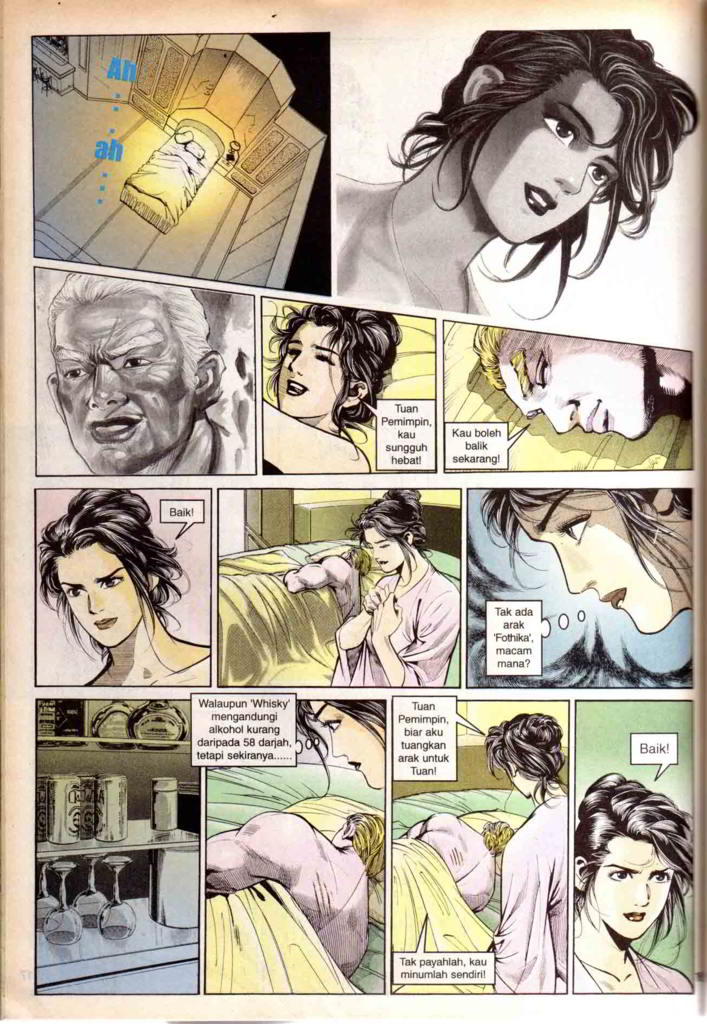 Ah
...
ah
...
Tuan
Pemimpin,
kau
sungguh
hebat!
Kau boleh
balik
sekarang!
Baik!
Tak ada
arak
'Fothika',
macam
mana?
Walaupun 'Whisky'
mengandungi
alkohol kurang
daripada 58 darjah,
tetapi sekiranya......
Tuan
Pemimpin,
biar aku
tuangkan
arak untuk
Tuan!
Tak payahlah, kau
minumlah sendiri!
Baik!